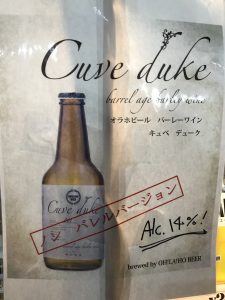 Cuve duke
barrel age barley wine
オラホビール バーレーワイン
キュベ デューク
Cuve duke
ノジ バレルバージョン
Alc. 14%!
brewed by OH!LA!HO BEER